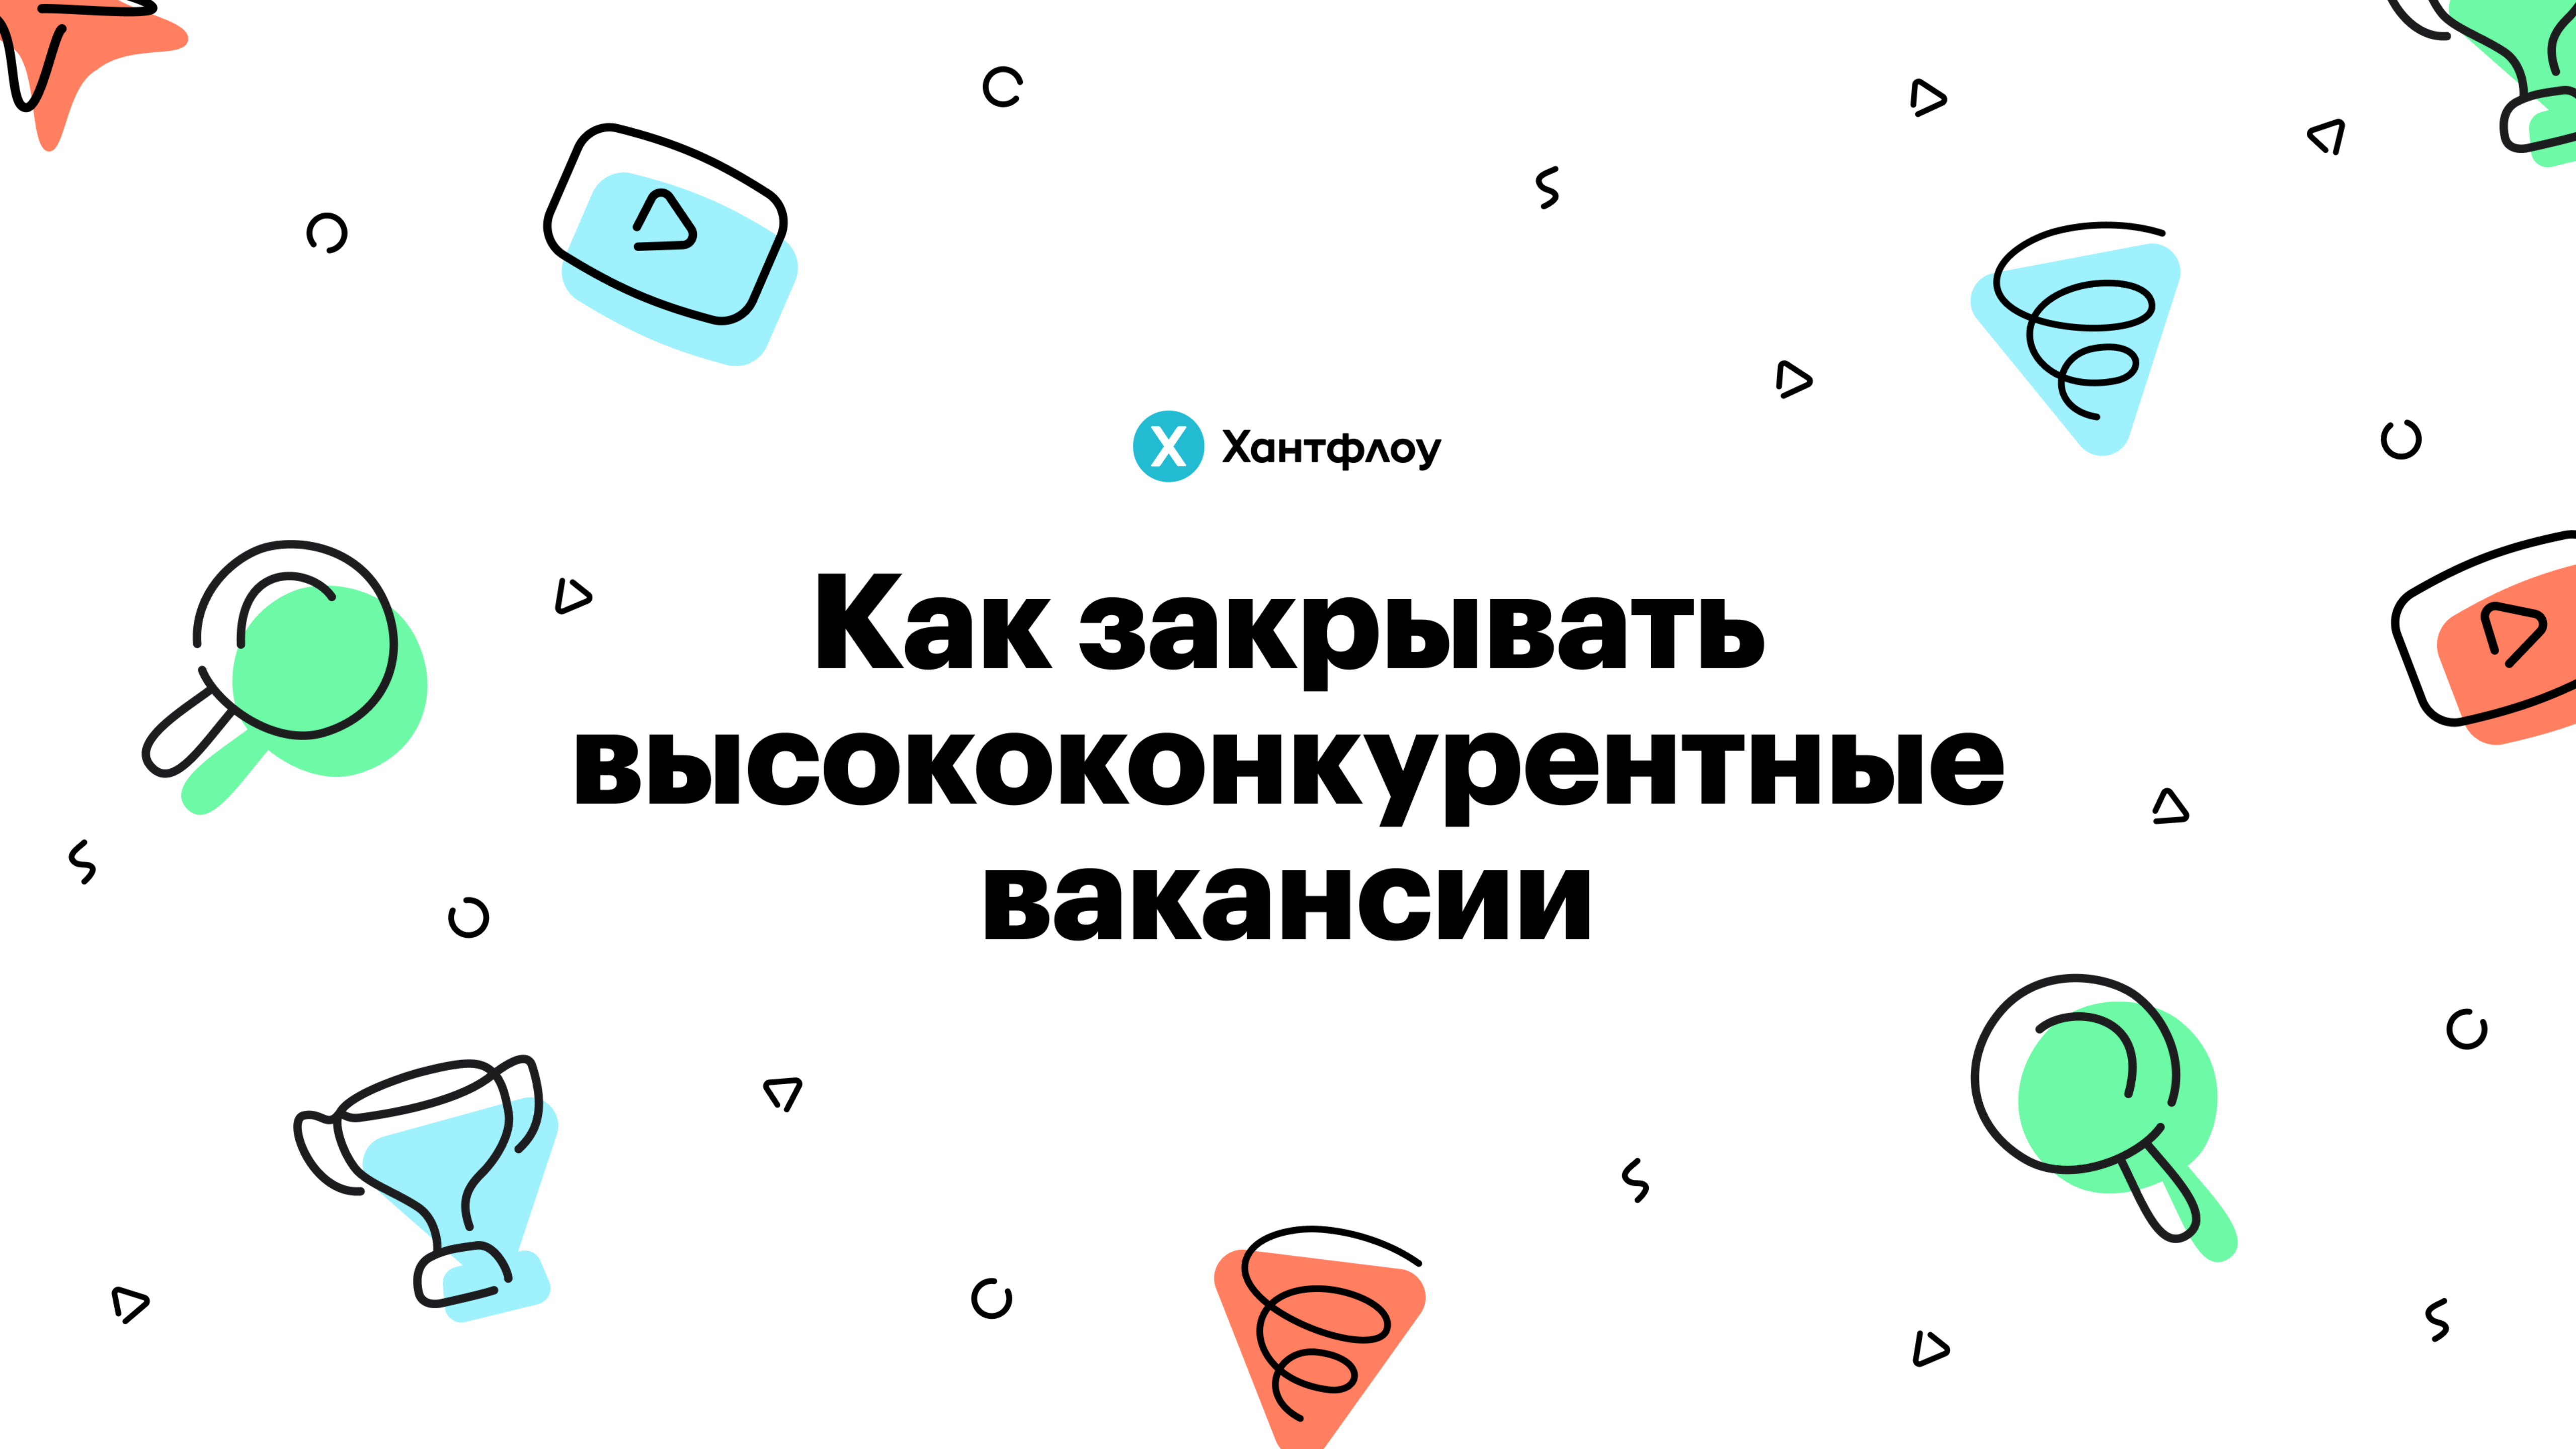 X Хантфлоу
Как закрывать
высококонкурентные
вакансии